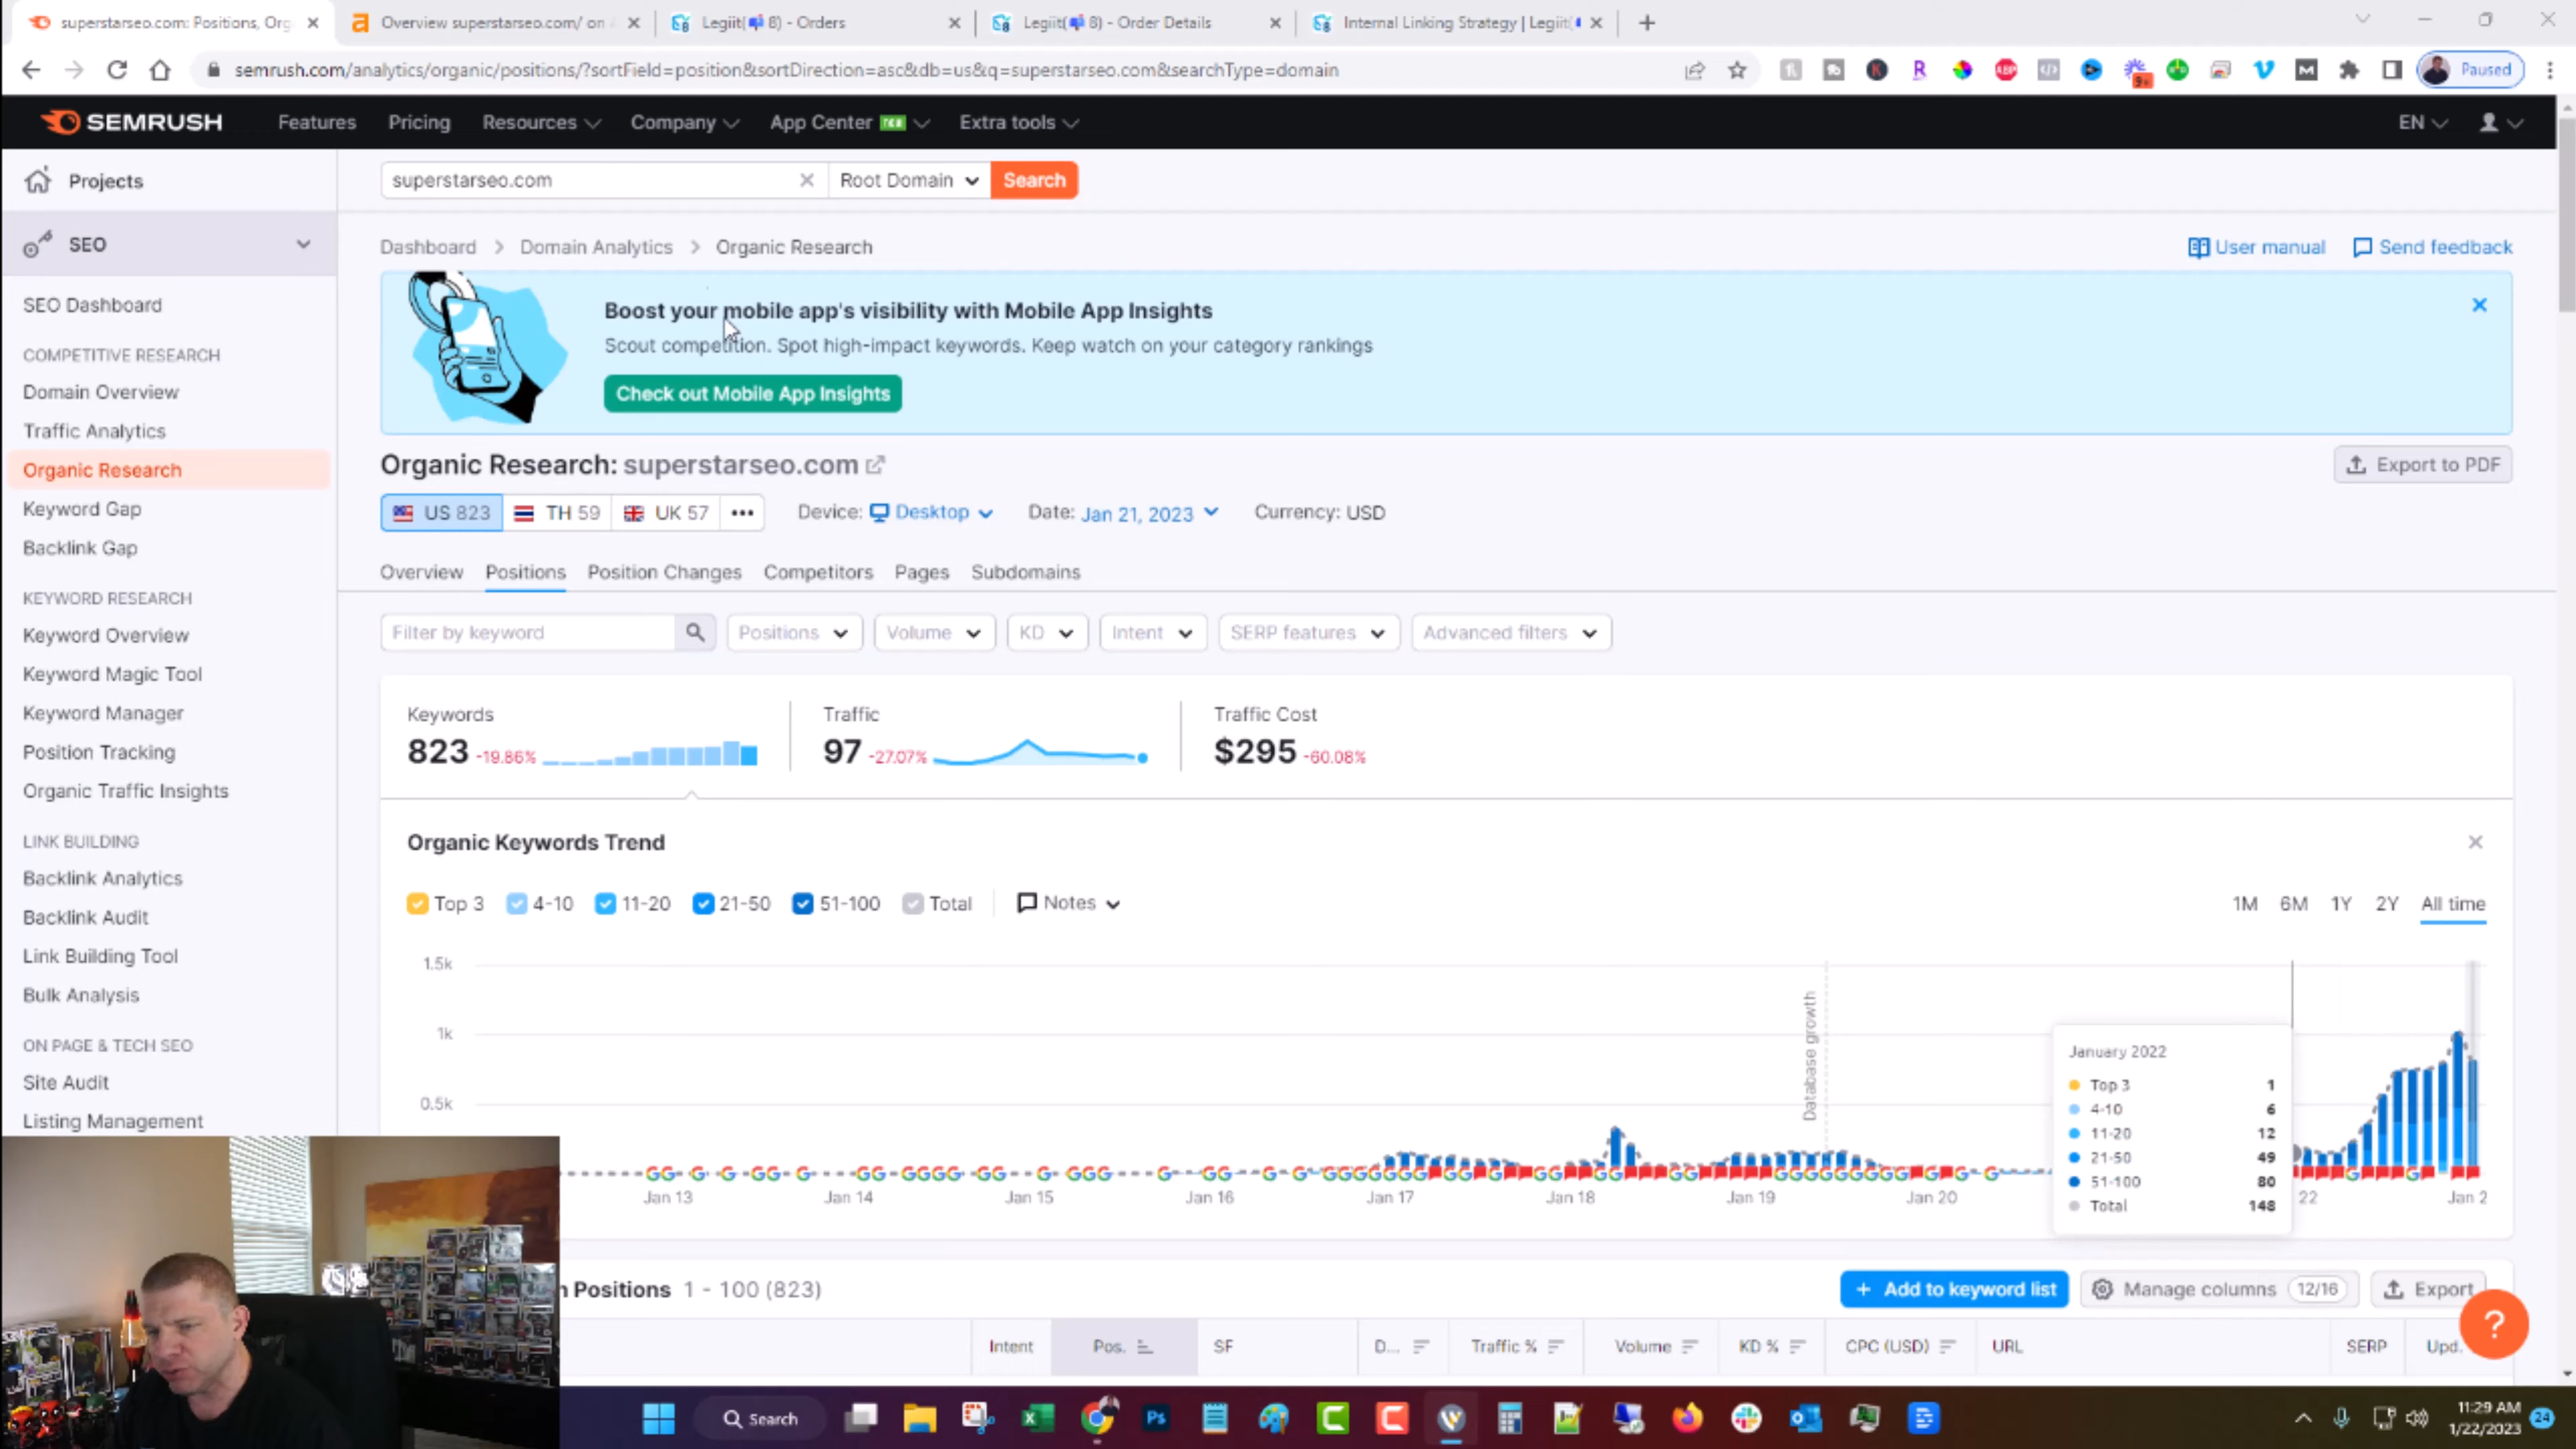 superstarseo.com: Positions, Org
Overview superstarseo.com/ on
Legiit( 8) - Orders
Legiit( 8) - Order Details
Internal Linking Strategy | Legiit(
semrush.com/analytics/organic/positions/?sortField=position&sortDirection=asc&db=us&q=superstarseo.com&searchType=domain
Paused
SEMRUSH
Features
Pricing
Resources
Company
App Center
Extra tools
EN
Projects
superstarseo.com
Root Domain
Search
SEO
Dashboard > Domain Analytics > Organic Research
User manual
Send feedback
SEO Dashboard
COMPETITIVE RESEARCH
Domain Overview
Traffic Analytics
Organic Research
Keyword Gap
Backlink Gap
KEYWORD RESEARCH
Keyword Overview
Keyword Magic Tool
Keyword Manager
Position Tracking
Organic Traffic Insights
LINK BUILDING
Backlink Analytics
Backlink Audit
Link Building Tool
Bulk Analysis
ON PAGE & TECH SEO
Site Audit
Listing Management
Boost your mobile app's visibility with Mobile App Insights
Scout competition. Spot high-impact keywords. Keep watch on your category rankings
Check out Mobile App Insights
Organic Research: superstarseo.com
Export to PDF
US 823
TH 59
UK 57
Device: Desktop
Date: Jan 21, 2023
Currency: USD
Overview
Positions
Position Changes
Competitors
Pages
Subdomains
Filter by keyword
Positions
Volume
KD
Intent
SERP features
Advanced filters
Keywords
823 -19.86%
Traffic
97 -27.07%
Traffic Cost
$295 -60.08%
Organic Keywords Trend
Top 3
4-10
11-20
21-50
51-100
Total
Notes
1M
6M
1Y
2Y
All time
1.5k
1k
0.5k
Database growth
January 2022
Top 3 1
4-10 6
11-20 12
21-50 49
51-100 80
Total 148
Jan 13
Jan 14
Jan 15
Jan 16
Jan 17
Jan 18
Jan 19
Jan 20
22
Jan 2
n Positions 1 - 100 (823)
+ Add to keyword list
Manage columns 12/16
Export
?
Intent
Pos.
SF
D...
Traffic %
Volume
KD %
CPC (USD)
URL
SERP
Upd.
Search
11:29 AM
1/22/2023
24